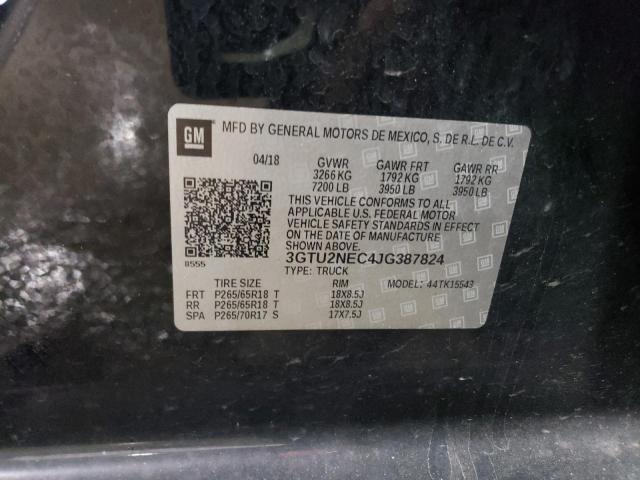 GM MFD BY GENERAL MOTORS DE MEXICO, S. DE R.L. DE C.V.
04/18 GVWR GAWR FRT GAWR RR
3266 KG 1792 KG 1792 KG
7200 LB 3950 LB 3950 LB
THIS VEHICLE CONFORMS TO ALL
APPLICABLE U.S. FEDERAL MOTOR
VEHICLE SAFETY STANDARDS IN EFFECT
ON THE DATE OF MANUFACTURE
SHOWN ABOVE.
8555
3GTU2NEC4JG387824
TYPE: TRUCK
TIRE SIZE RIM MODEL: 44TK15543
FRT P265/65R18 T 18X8.5J
RR P265/65R18 T 18X8.5J
SPA P265/70R17 S 17X7.5J